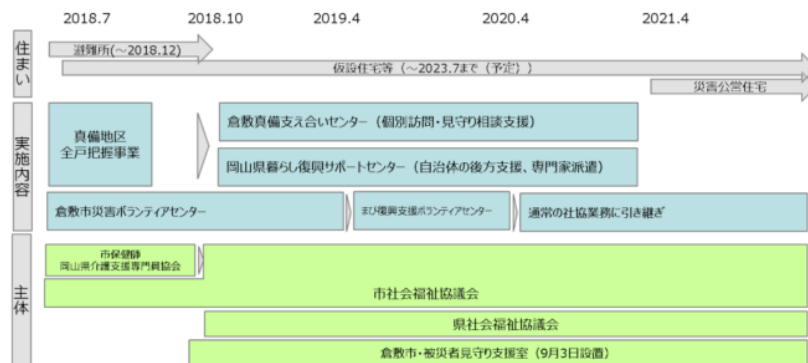 2018.7 2018.10 2019.4 2020.4 2021.4
住まい
避難所(～2018.12)
仮設住宅等（～2023.7まで（予定））
災害公営住宅
実施内容
真備地区
全戸把握事業
倉敷真備支え合いセンター（個別訪問・見守り相談支援）
岡山県暮らし復興サポートセンター（自治体の後方支援、専門家派遣）
倉敷市災害ボランティアセンター
まび復興支援ボランティアセンター
通常の社協業務に引き継ぎ
主体
市保健師
岡山県介護支援専門員協会
市社会福祉協議会
県社会福祉協議会
倉敷市・被災者見守り支援室（9月3日設置）